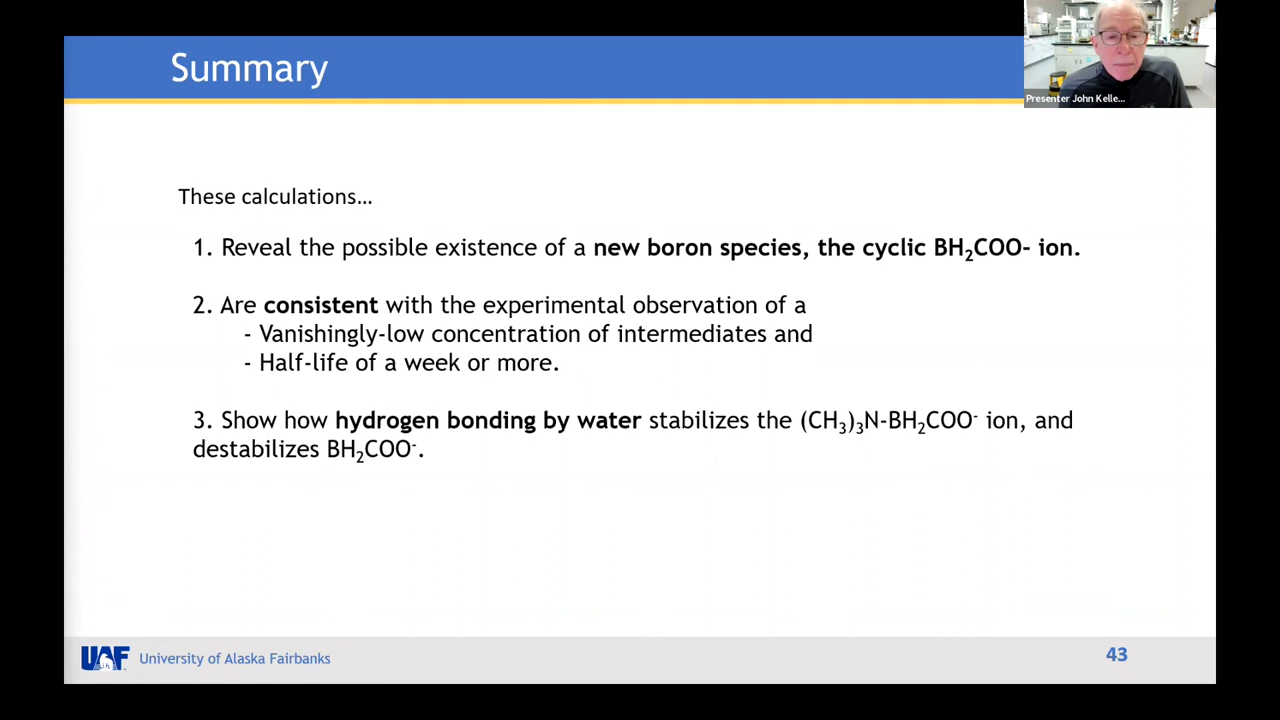 Summary
Presenter John Kelle...
These calculations…
1. Reveal the possible existence of a new boron species, the cyclic BH₂COO- ion.
2. Are consistent with the experimental observation of a
- Vanishingly-low concentration of intermediates and
- Half-life of a week or more.
3. Show how hydrogen bonding by water stabilizes the (CH₃)₃N-BH₂COO⁻ ion, and
destabilizes BH₂COO⁻.
UAF
University of Alaska Fairbanks
43